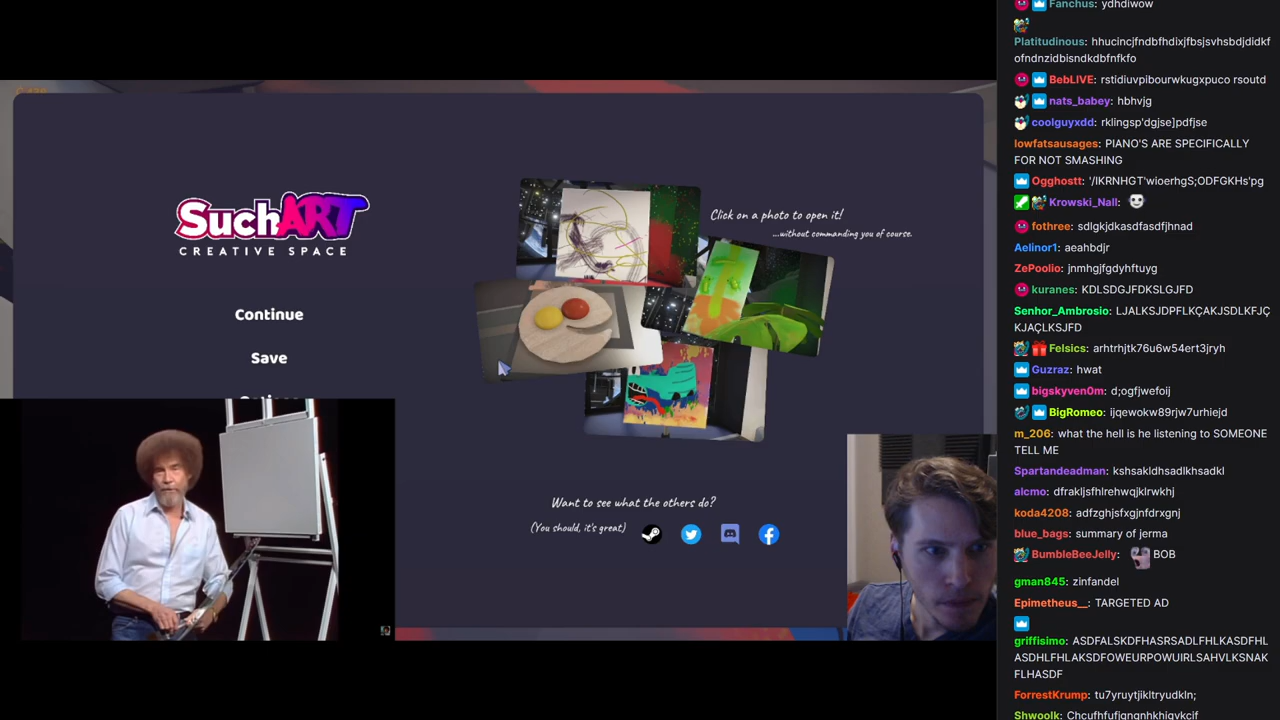 SuchART
CREATIVE SPACE
Continue
Save
Click on a photo to open it!
...without commanding you of course.
Want to see what the others do?
(You should, it's great)
Fanchus: ydhdiwow
Platitudinous: hhucincjfndbfhdixjfbsjsvhsbdjdidkf
ofndnzidbisndkdbfnfkfo
BebLIVE: rstidiuvpibourwkugxpuco rsoutd
nats_babey: hbhvjg
coolguyxdd: rklingsp'dgjse]pdfjse
lowfatsausages: PIANO'S ARE SPECIFICALLY
FOR NOT SMASHING
Ogghostt: '/IKRNHGT'wioerhgS;ODFGKHs'pg
Krowski_Nall:
fothree: sdlgkjdkasdfasdfjhnad
Aelinor1: aeahbdjr
ZePoolio: jnmhgjfgdyhftuyg
kuranes: KDLSDGJFDKSLGJFD
Senhor_Ambrosio: LJALKSJDPFLKÇAKJSDLKFJÇ
KJAÇLKSJFD
Felsics: arhtrhjtk76u6w54ert3jryh
Guzraz: hwat
bigskyven0m: d;ogfjwefoij
BigRomeo: ijqewokw89rjw7urhiejd
m_206: what the hell is he listening to SOMEONE
TELL ME
Spartandeadman: kshsakldhsadlkhsadkl
alcmo: dfrakljsfhlrehwqjklrwkhj
koda4208: adfzghjsfxgjnfdrxgnj
blue_bags: summary of jerma
BumbleBeeJelly: BOB
gman845: zinfandel
Epimetheus__: TARGETED AD
griffisimo: ASDFALSKDFHASRSADLFHLKASDFHL
ASDHLFHLAKSDFOWEURPOWUIRLSAHVLKSNAK
FLHASDF
ForrestKrump: tu7yruytjikltryudkln;
Shwoolk: Chcufhfufjgngnhkhigvkcif